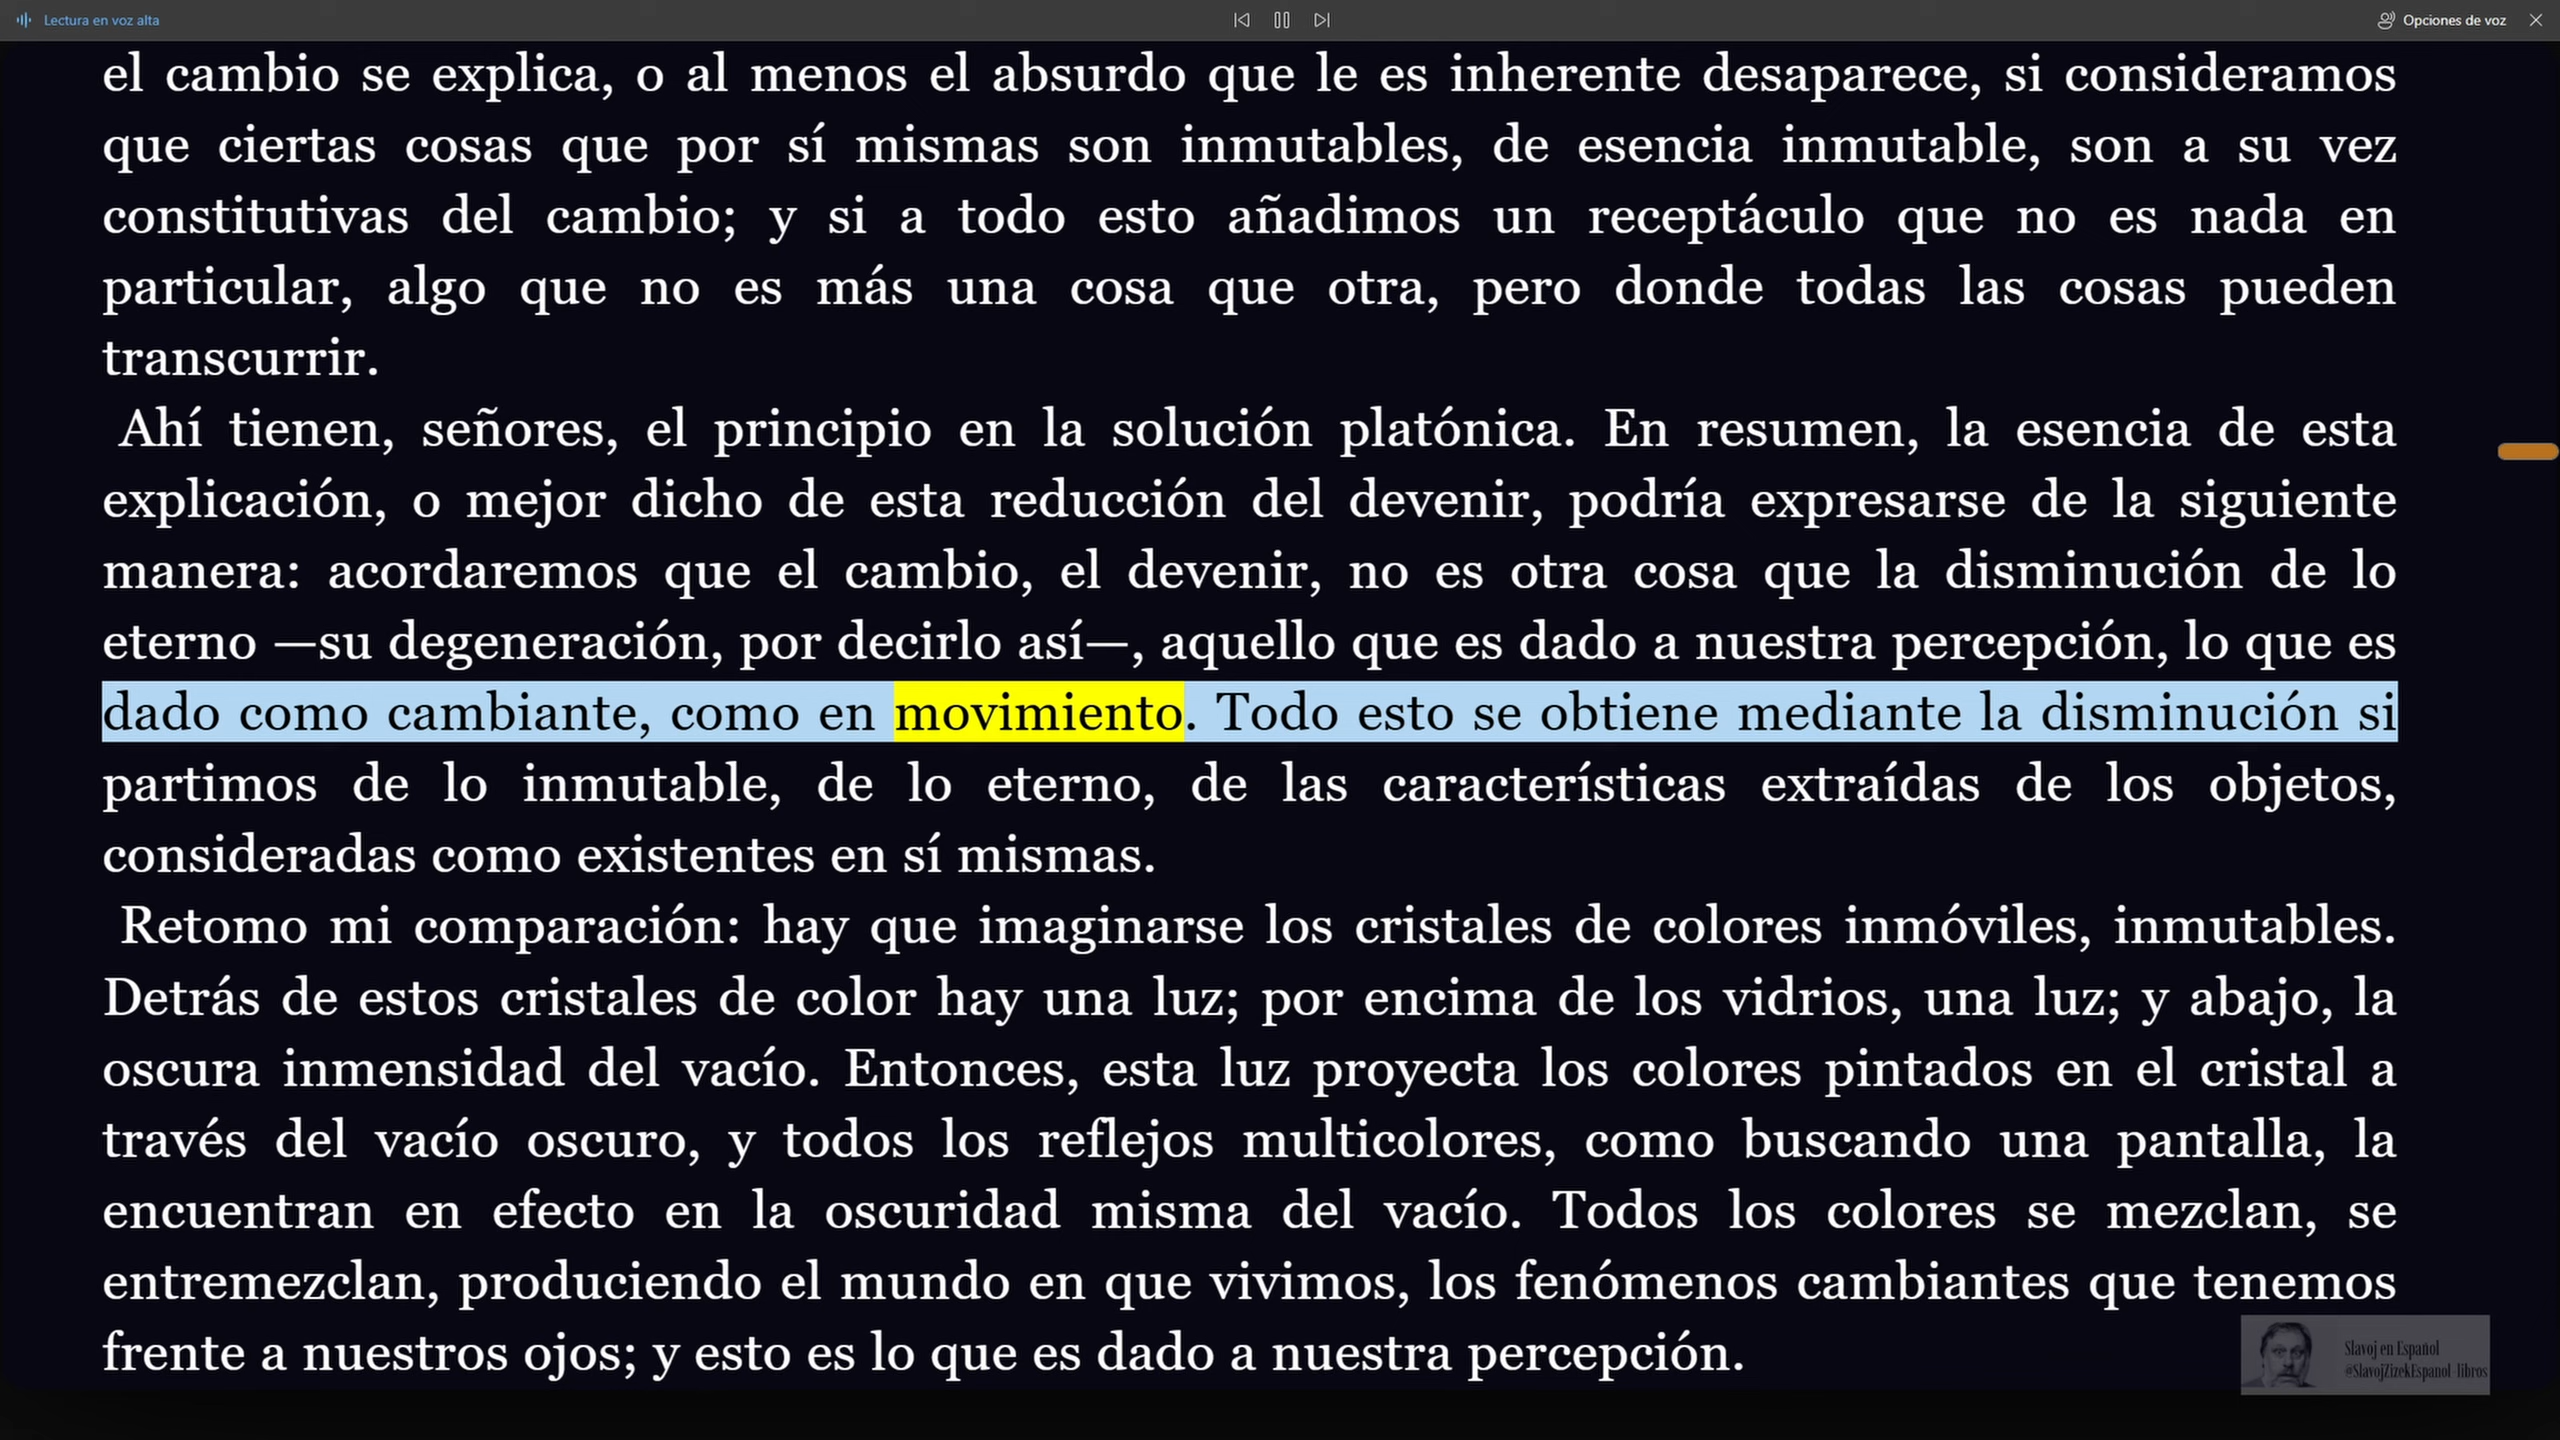 Lectura en voz alta
Opciones de voz
el cambio se explica, o al menos el absurdo que le es inherente desaparece, si consideramos
que ciertas cosas que por sí mismas son inmutables, de esencia inmutable, son a su vez
constitutivas del cambio; y si a todo esto añadimos un receptáculo que no es nada en
particular, algo que no es más una cosa que otra, pero donde todas las cosas pueden
transcurrir.
Ahí tienen, señores, el principio en la solución platónica. En resumen, la esencia de esta
explicación, o mejor dicho de esta reducción del devenir, podría expresarse de la siguiente
manera: acordaremos que el cambio, el devenir, no es otra cosa que la disminución de lo
eterno —su degeneración, por decirlo así—, aquello que es dado a nuestra percepción, lo que es
dado como cambiante, como en movimiento. Todo esto se obtiene mediante la disminución si
partimos de lo inmutable, de lo eterno, de las características extraídas de los objetos,
consideradas como existentes en sí mismas.
Retomo mi comparación: hay que imaginarse los cristales de colores inmóviles, inmutables.
Detrás de estos cristales de color hay una luz; por encima de los vidrios, una luz; y abajo, la
oscura inmensidad del vacío. Entonces, esta luz proyecta los colores pintados en el cristal a
través del vacío oscuro, y todos los reflejos multicolores, como buscando una pantalla, la
encuentran en efecto en la oscuridad misma del vacío. Todos los colores se mezclan, se
entremezclan, produciendo el mundo en que vivimos, los fenómenos cambiantes que tenemos
frente a nuestros ojos; y esto es lo que es dado a nuestra percepción.
Slavoj en Español
@SlavojZizekEspanol-libros